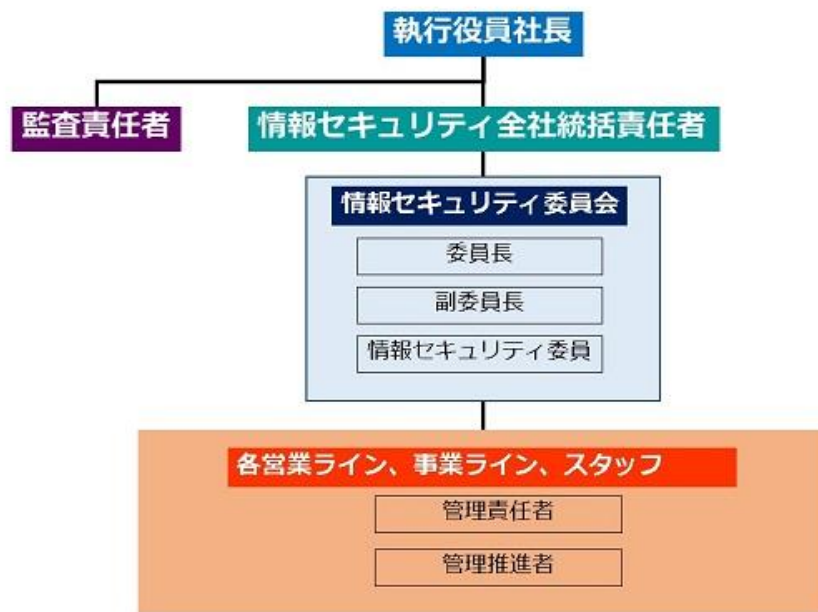 執行役員社長
監査責任者
情報セキュリティ全社統括責任者
情報セキュリティ委員会
委員長
副委員長
情報セキュリティ委員
各営業ライン、事業ライン、スタッフ
管理責任者
管理推進者